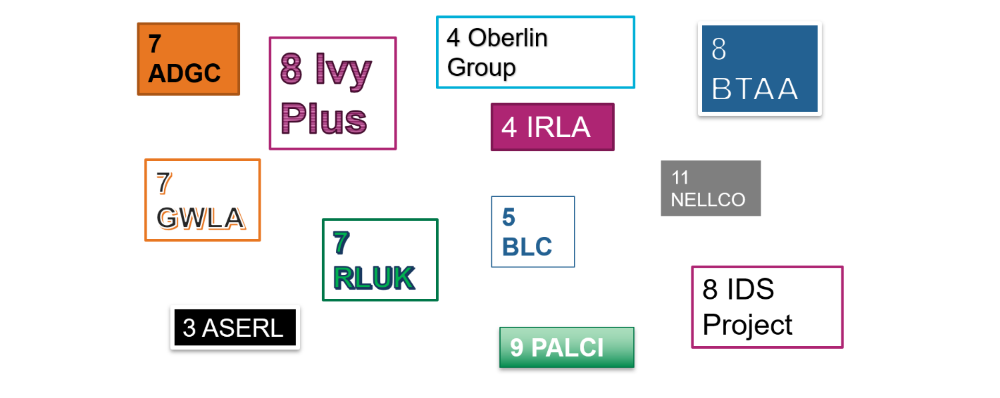 7
ADGC
8 Ivy
Plus
4 Oberlin
Group
8
BTAA
4 IRLA
7
GWLA
11
NELLCO
5
BLC
7
RLUK
8 IDS
Project
3 ASERL
9 PALCI